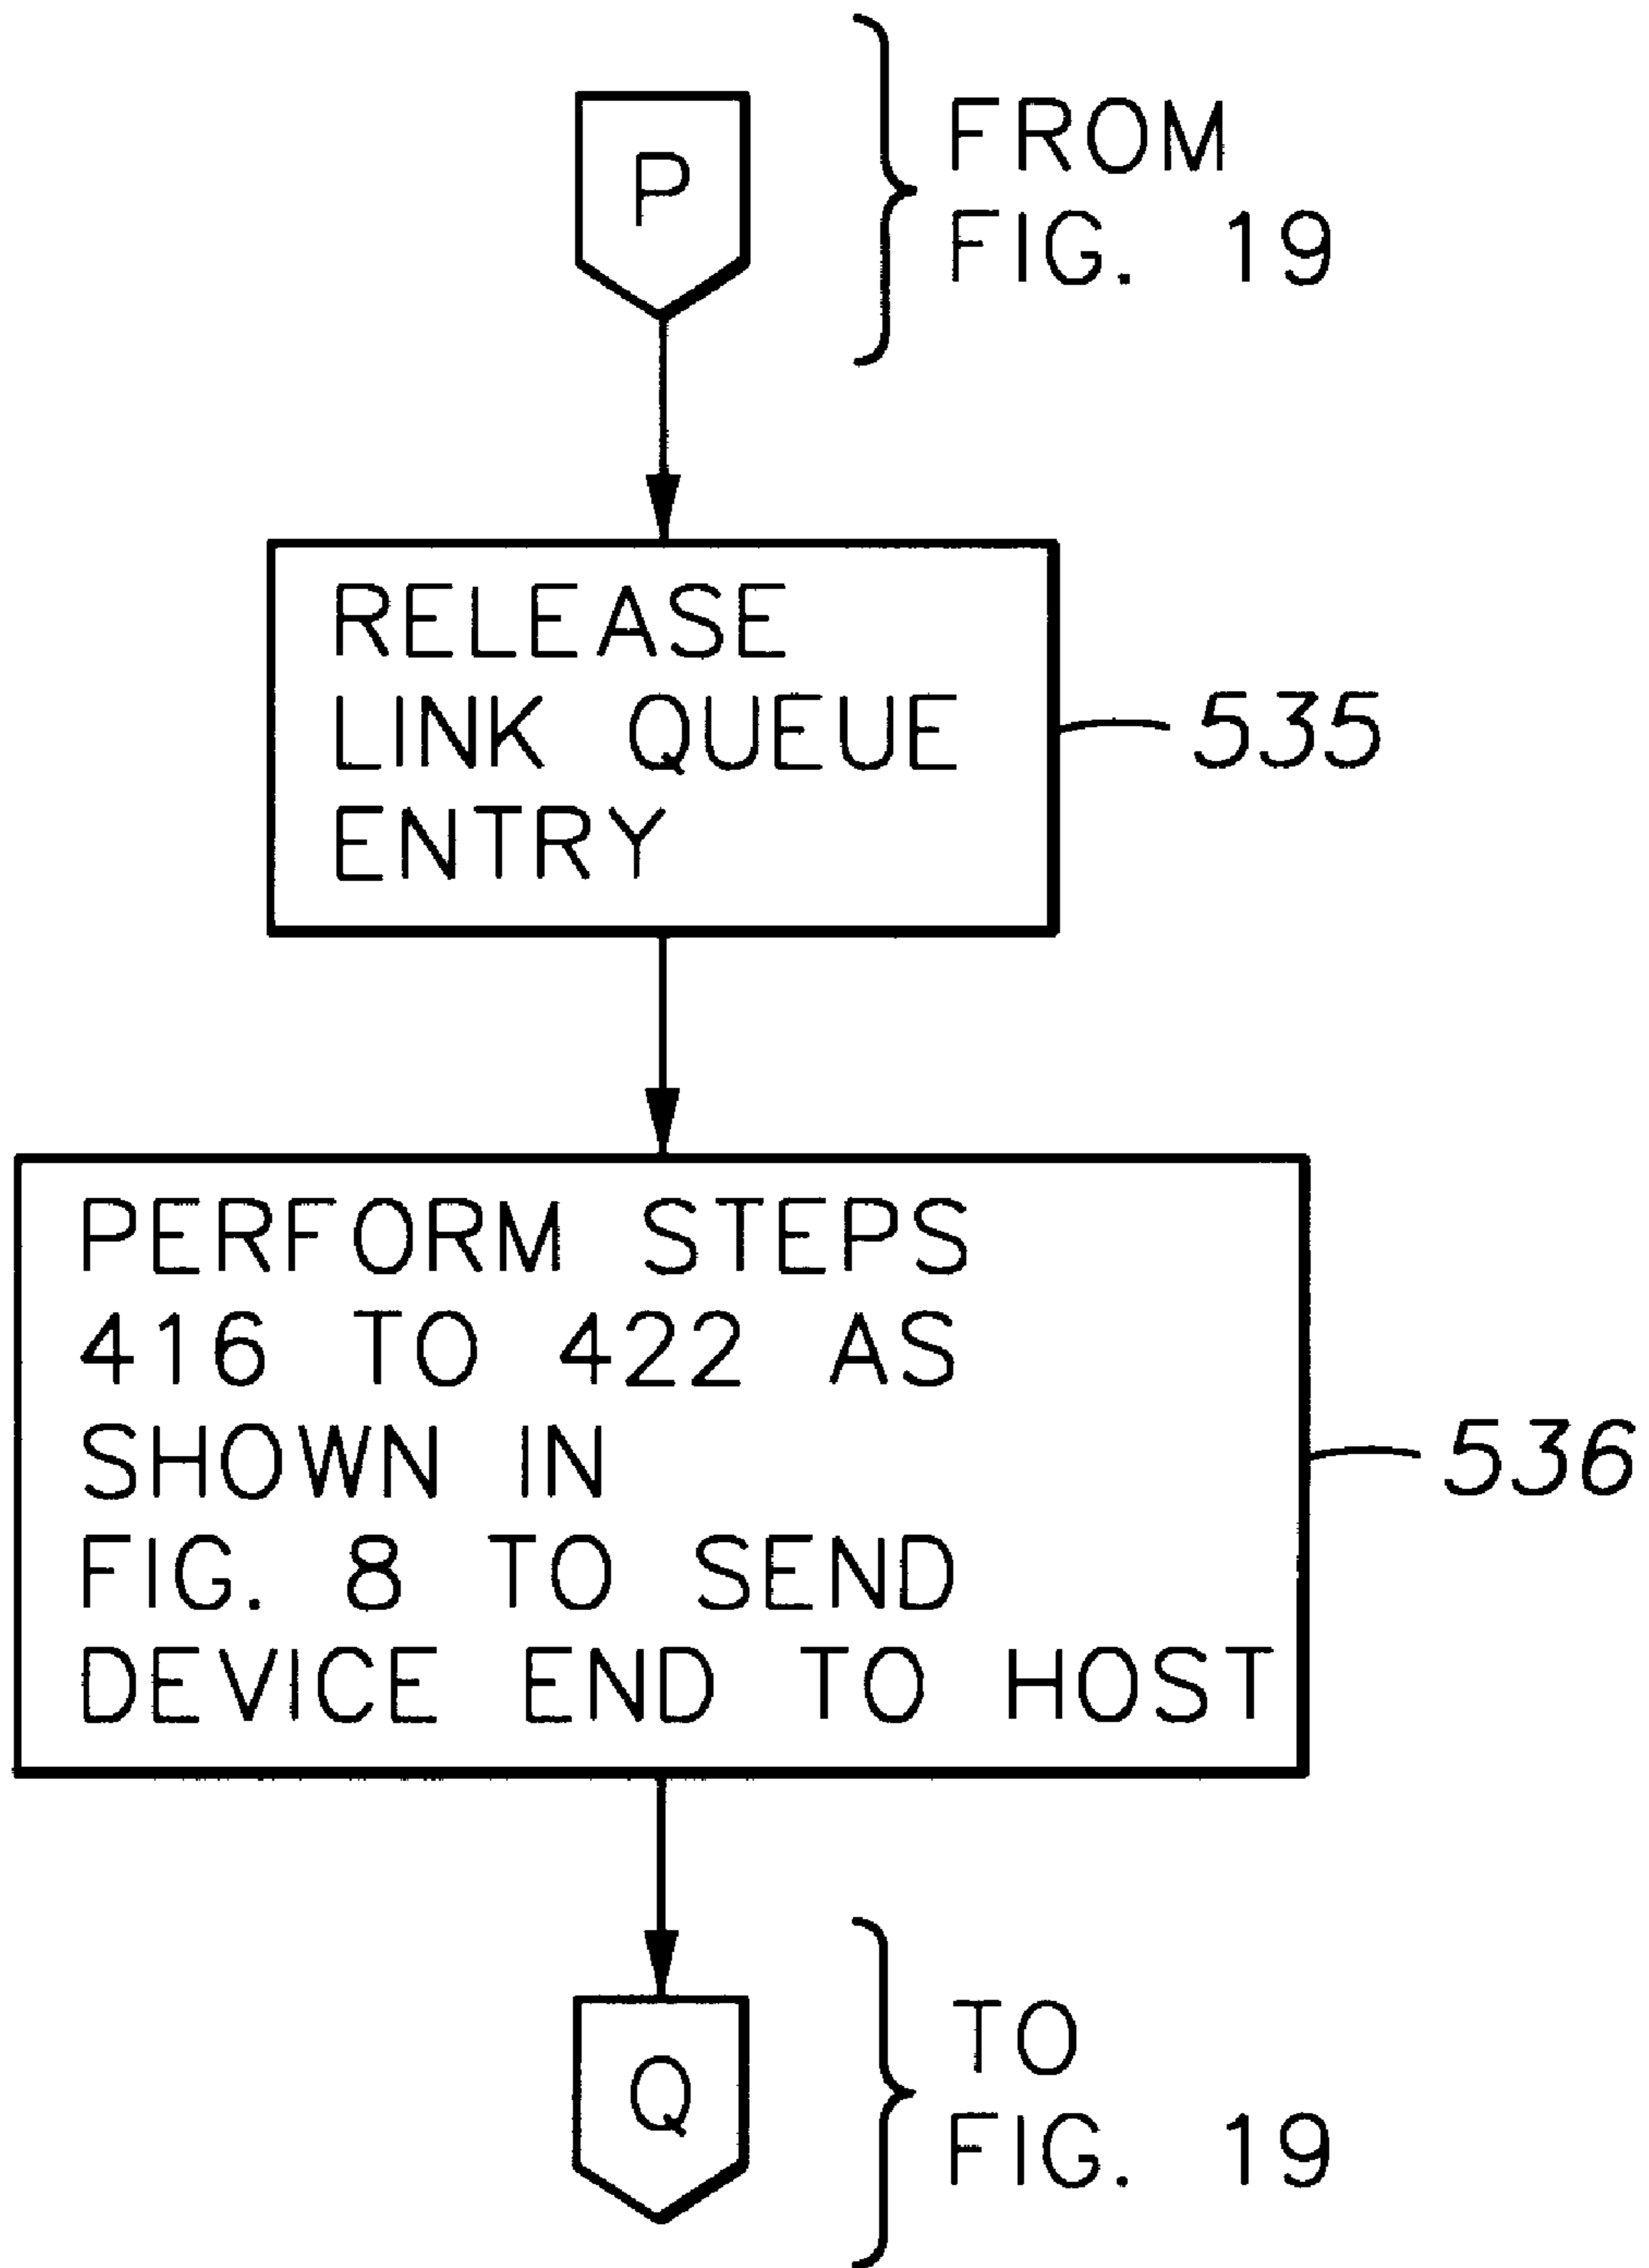 P
FROM
FIG. 19
RELEASE
LINK QUEUE
ENTRY
535
PERFORM STEPS
416 TO 422 AS
SHOWN IN
FIG. 8 TO SEND
DEVICE END TO HOST
536
Q
TO
FIG. 19